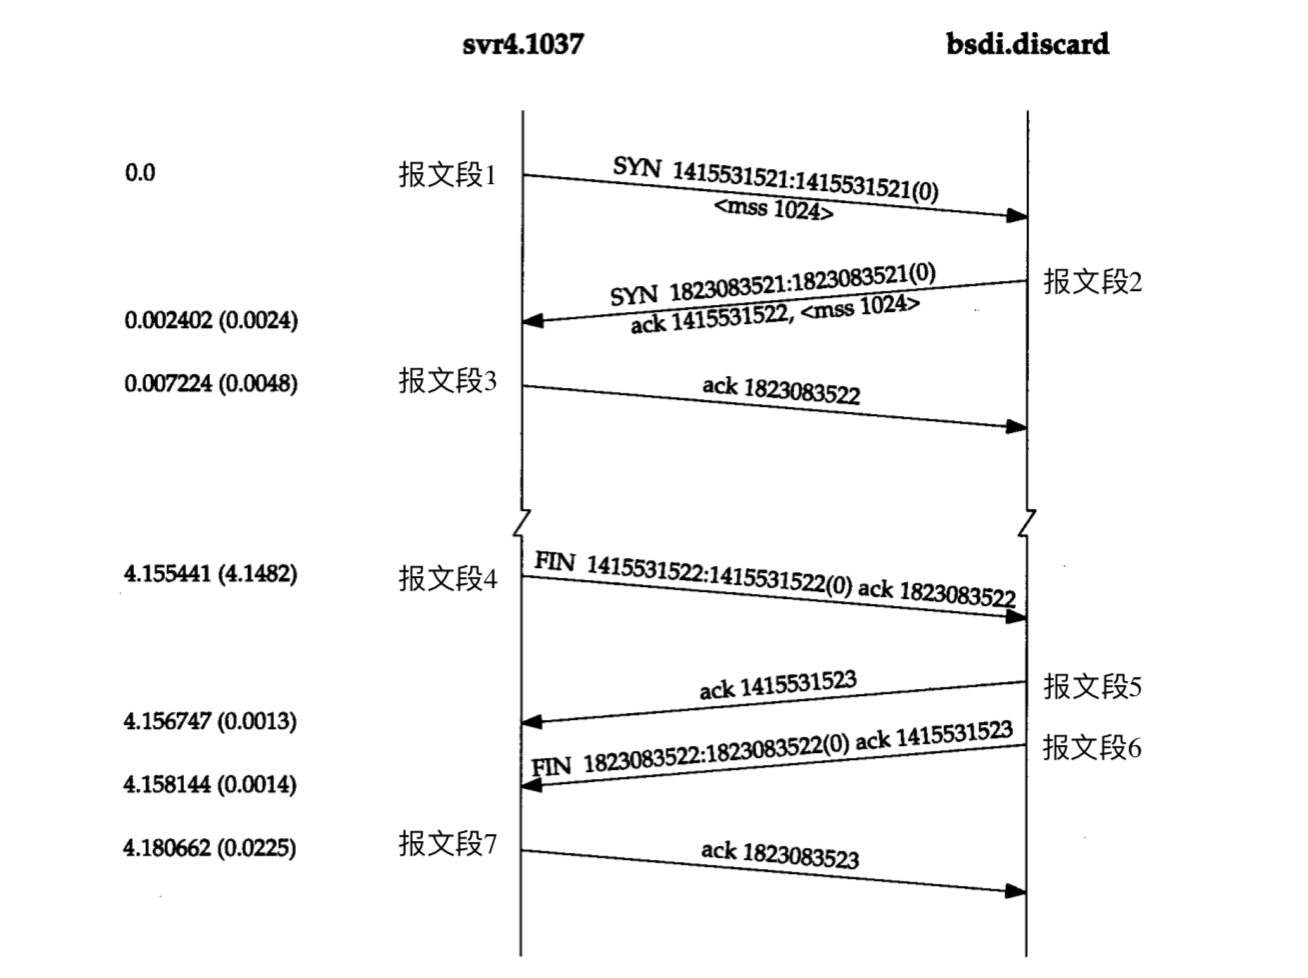 svr4.1037 bsdi.discard
0.0 报文段1 SYN 1415531521:1415531521(0)
<mss 1024>
SYN 1823083521:1823083521(0) 报文段2
0.002402 (0.0024) ack 1415531522, <mss 1024>
0.007224 (0.0048) 报文段3 ack 1823083522
4.155441 (4.1482) 报文段4 FIN 1415531522:1415531522(0) ack 1823083522
ack 1415531523 报文段5
4.156747 (0.0013)
FIN 1823083522:1823083522(0) ack 1415531523 报文段6
4.158144 (0.0014)
4.180662 (0.0225) 报文段7 ack 1823083523